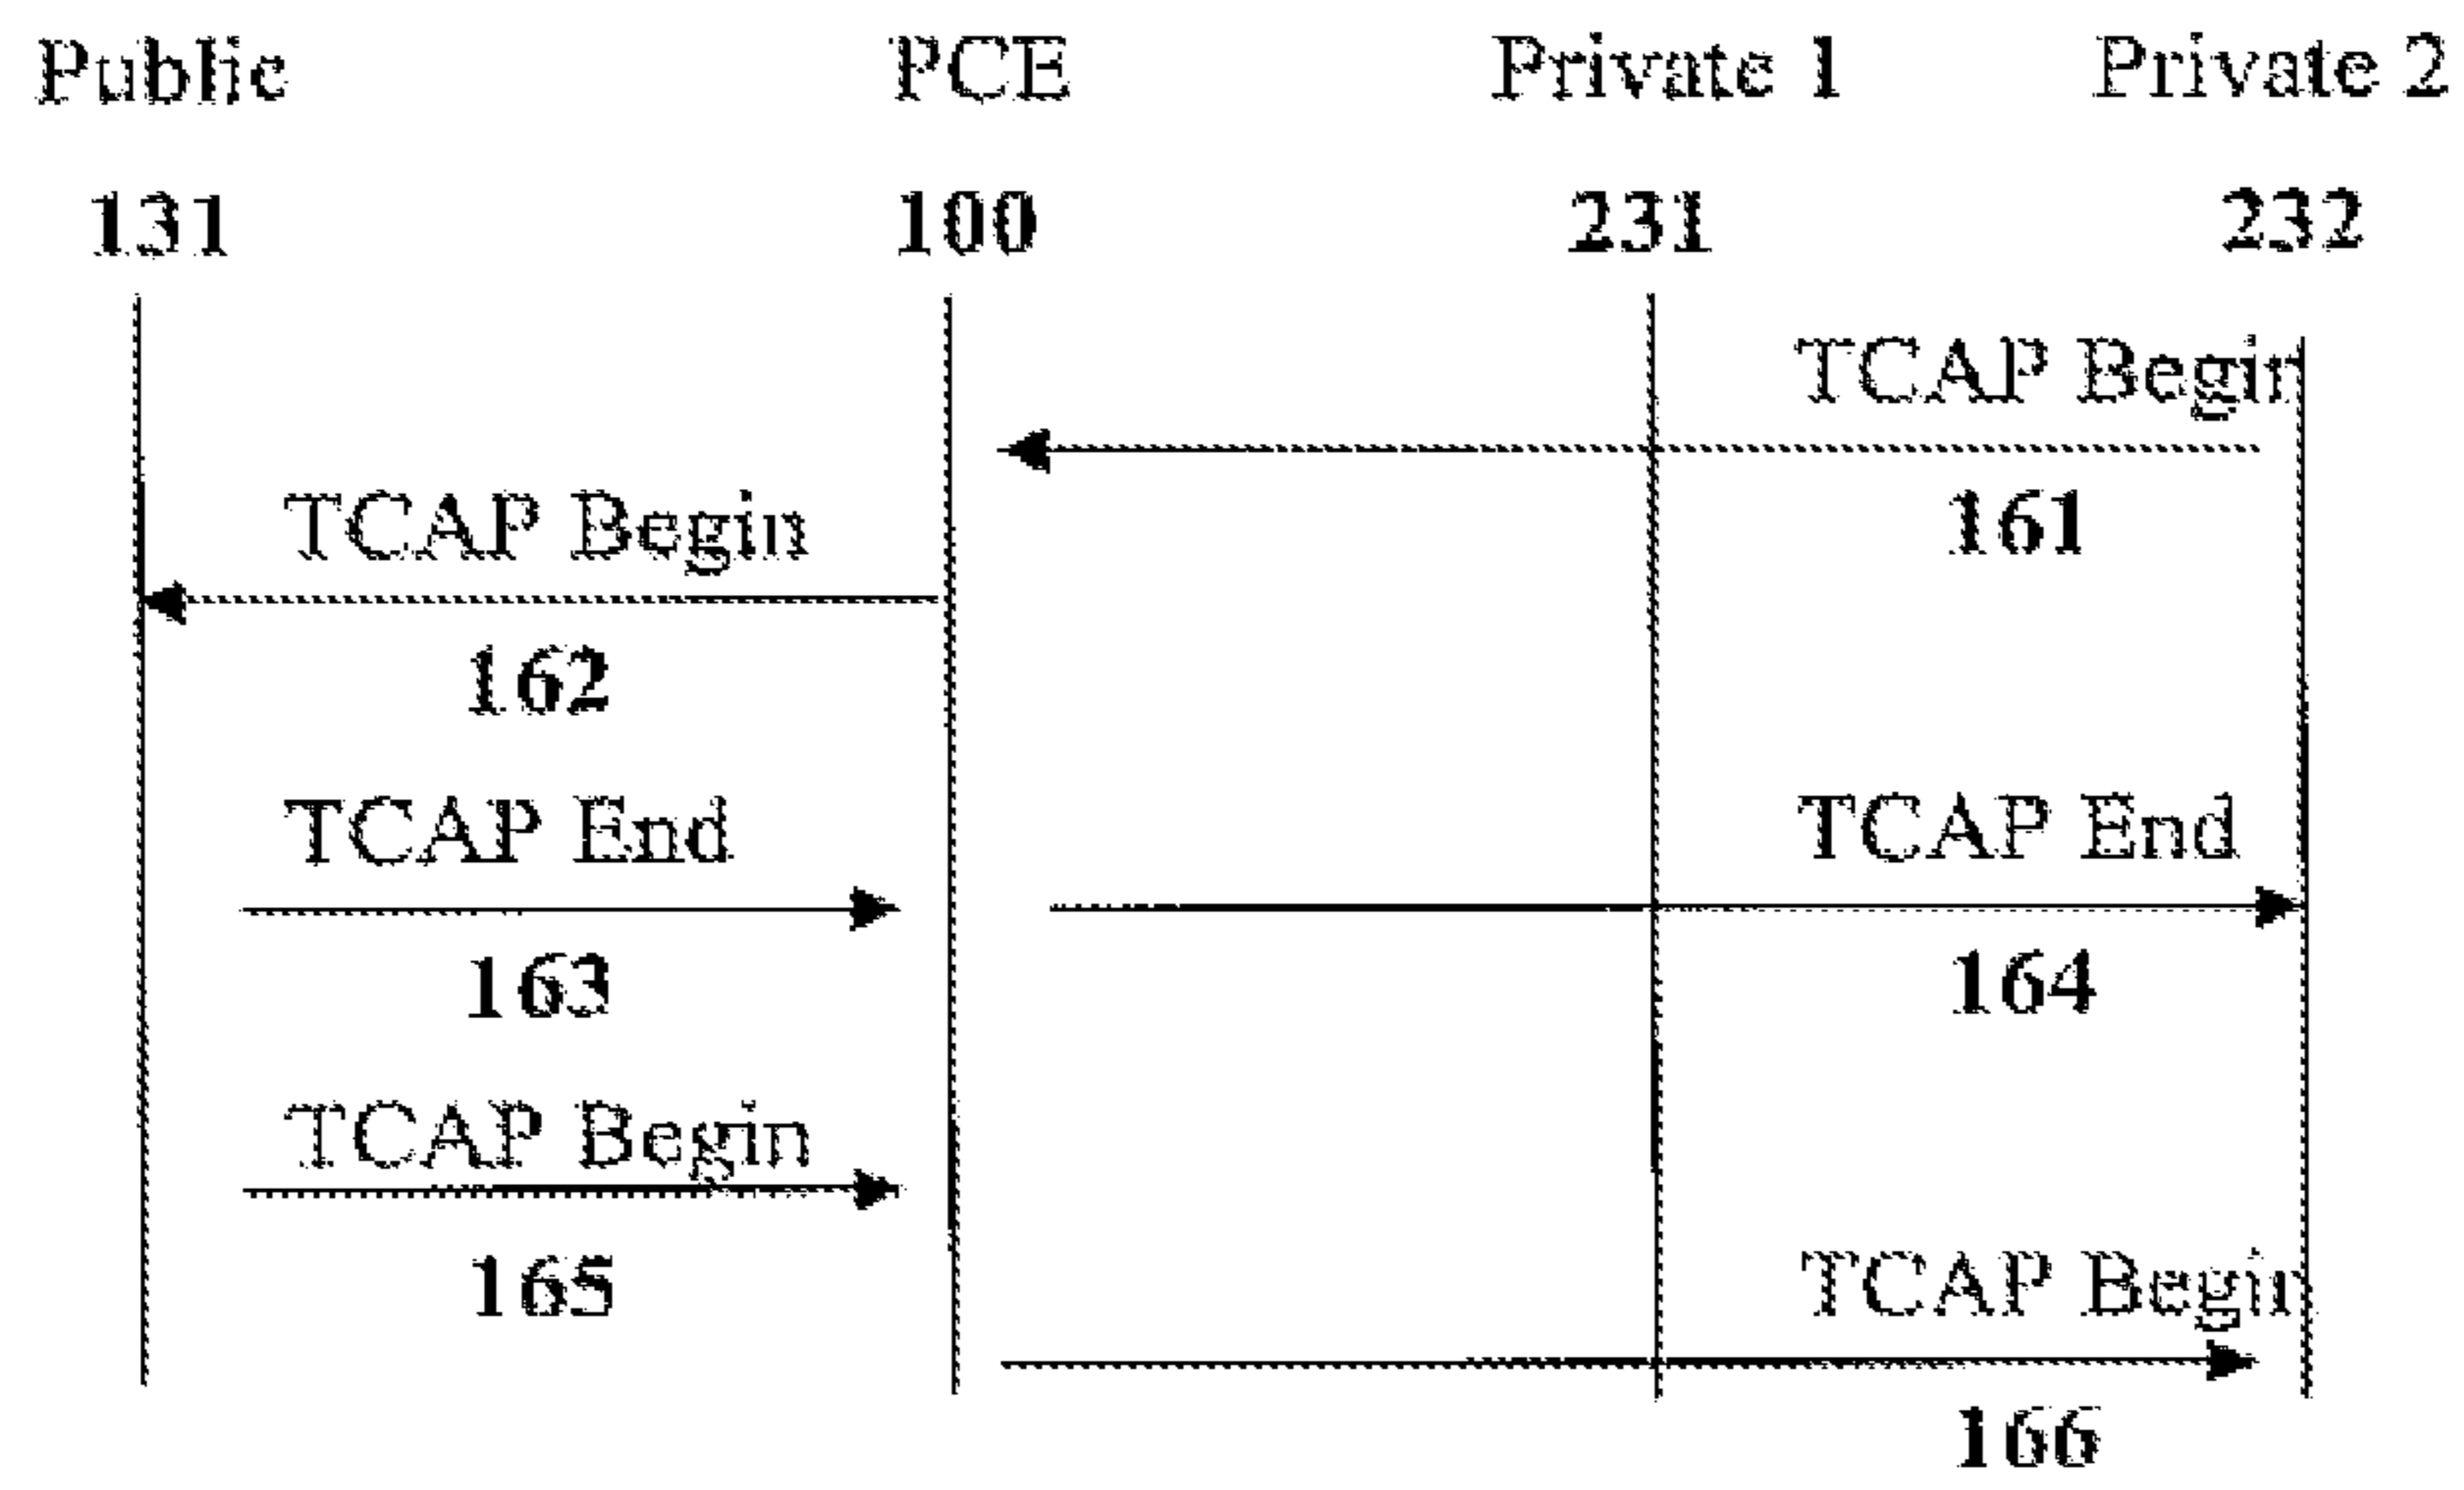 Public PCE Private 1 Private 2
131 100 231 232
TCAP Begin
161
TCAP Begin
162
TCAP End TCAP End
163 164
TCAP Begin
165
TCAP Begin
166